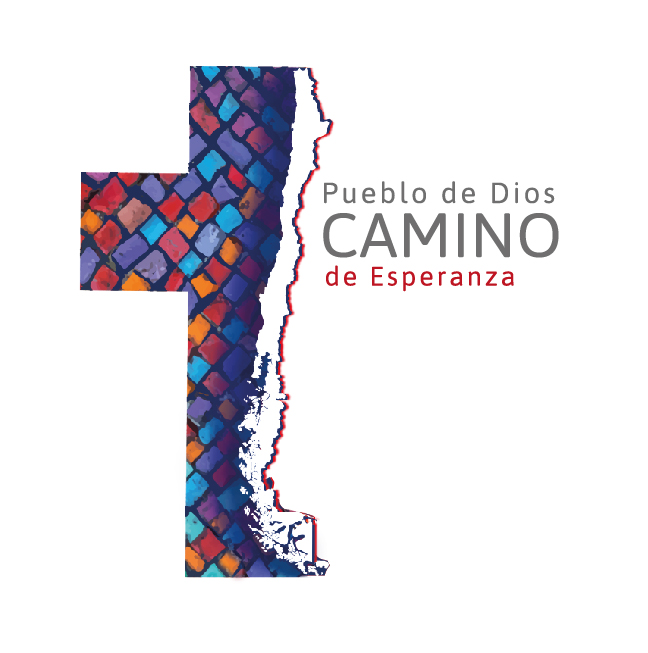 Pueblo de Dios
CAMINO
de Esperanza